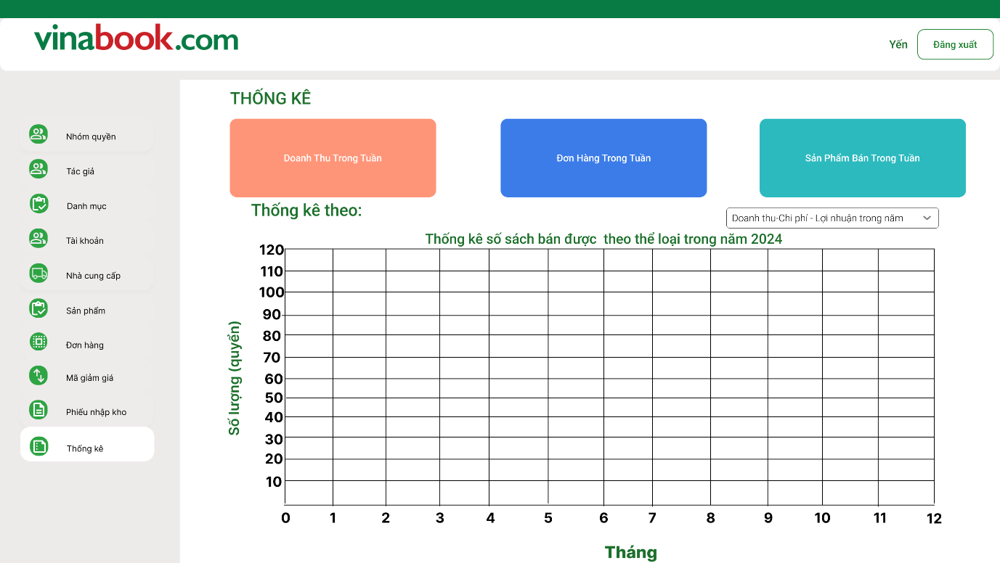 vinabook.com
Yến
Đăng xuất
Nhóm quyền
Tác giả
Danh mục
Tài khoản
Nhà cung cấp
Sản phẩm
Đơn hàng
Mã giảm giá
Phiếu nhập kho
Thống kê
THỐNG KÊ
Doanh Thu Trong Tuần
Đơn Hàng Trong Tuần
Sản Phẩm Bán Trong Tuần
Thống kê theo:
Doanh thu-Chi phí - Lợi nhuận trong năm
Thống kê số sách bán được theo thể loại trong năm 2024
Số lượng (quyển)
120
110
100
90
80
70
60
50
40
30
20
10
0 1 2 3 4 5 6 7 8 9 10 11 12
Tháng